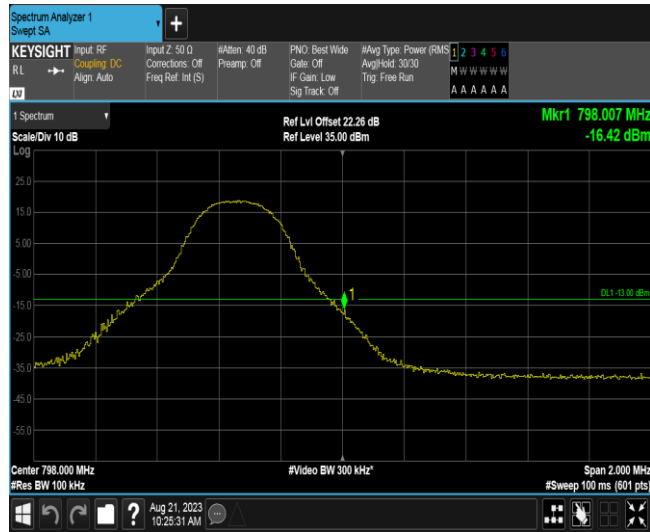 Spectrum Analyzer 1
Swept SA
+
KEYSIGHT
RL
LXI
Input: RF
Coupling: DC
Align: Auto
Input Z: 50 Ω
Corrections: Off
Freq Ref: Int (S)
#Atten: 40 dB
Preamp: Off
PNO: Best Wide
Gate: Off
IF Gain: Low
Sig Track: Off
#Avg Type: Power (RMS
Avg|Hold: 30/30
Trig: Free Run
1 2 3 4 5 6
M W W W W W
A A A A A A
1 Spectrum
Scale/Div 10 dB
Log
Ref Lvl Offset 22.26 dB
Ref Level 35.00 dBm
Mkr1 798.007 MHz
-16.42 dBm
25.0
15.0
5.00
-5.00
-15.0
-25.0
-35.0
-45.0
-55.0
1
DL1 -13.00 dBm
Center 798.000 MHz
#Res BW 100 kHz
#Video BW 300 kHz*
Span 2.000 MHz
#Sweep 100 ms (601 pts)
?
Aug 21, 2023
10:25:31 AM